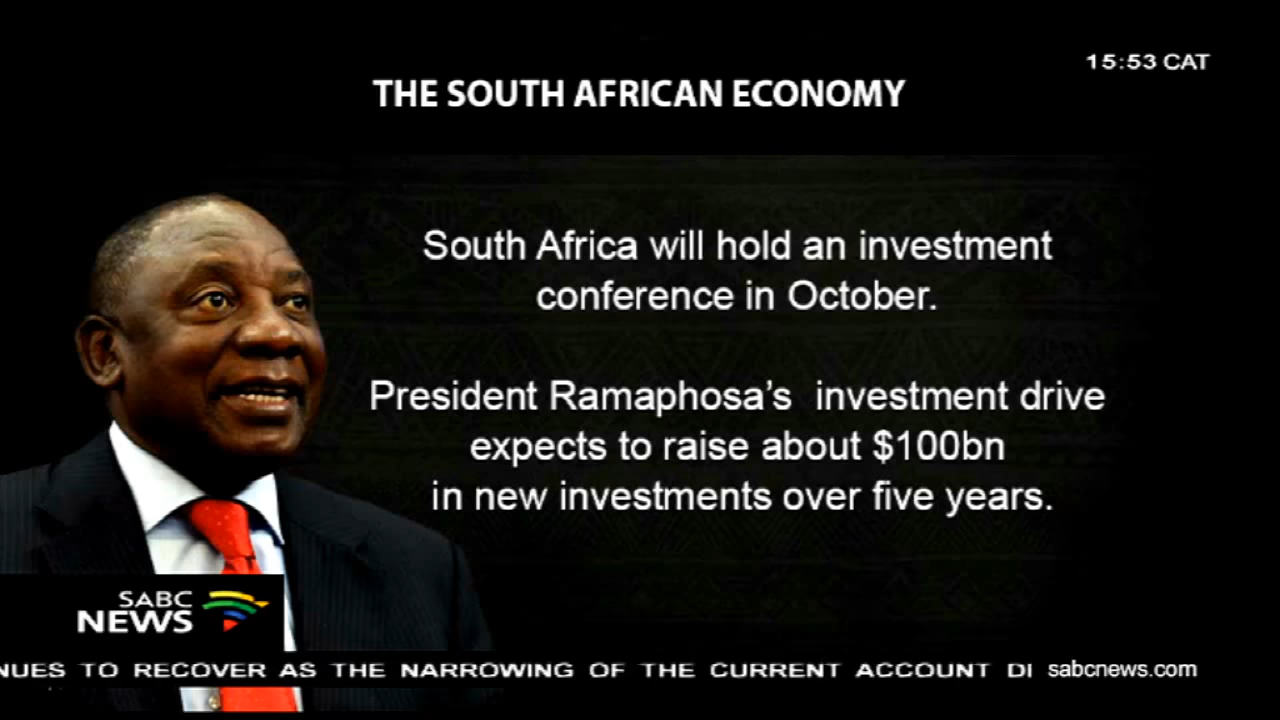 15:53 CAT
THE SOUTH AFRICAN ECONOMY
South Africa will hold an investment
conference in October.
President Ramaphosa's investment drive
expects to raise about $100bn
in new investments over five years.
SABC
NEWS
NUES TO RECOVER AS THE NARROWING OF THE CURRENT ACCOUNT DI
sabcnews.com